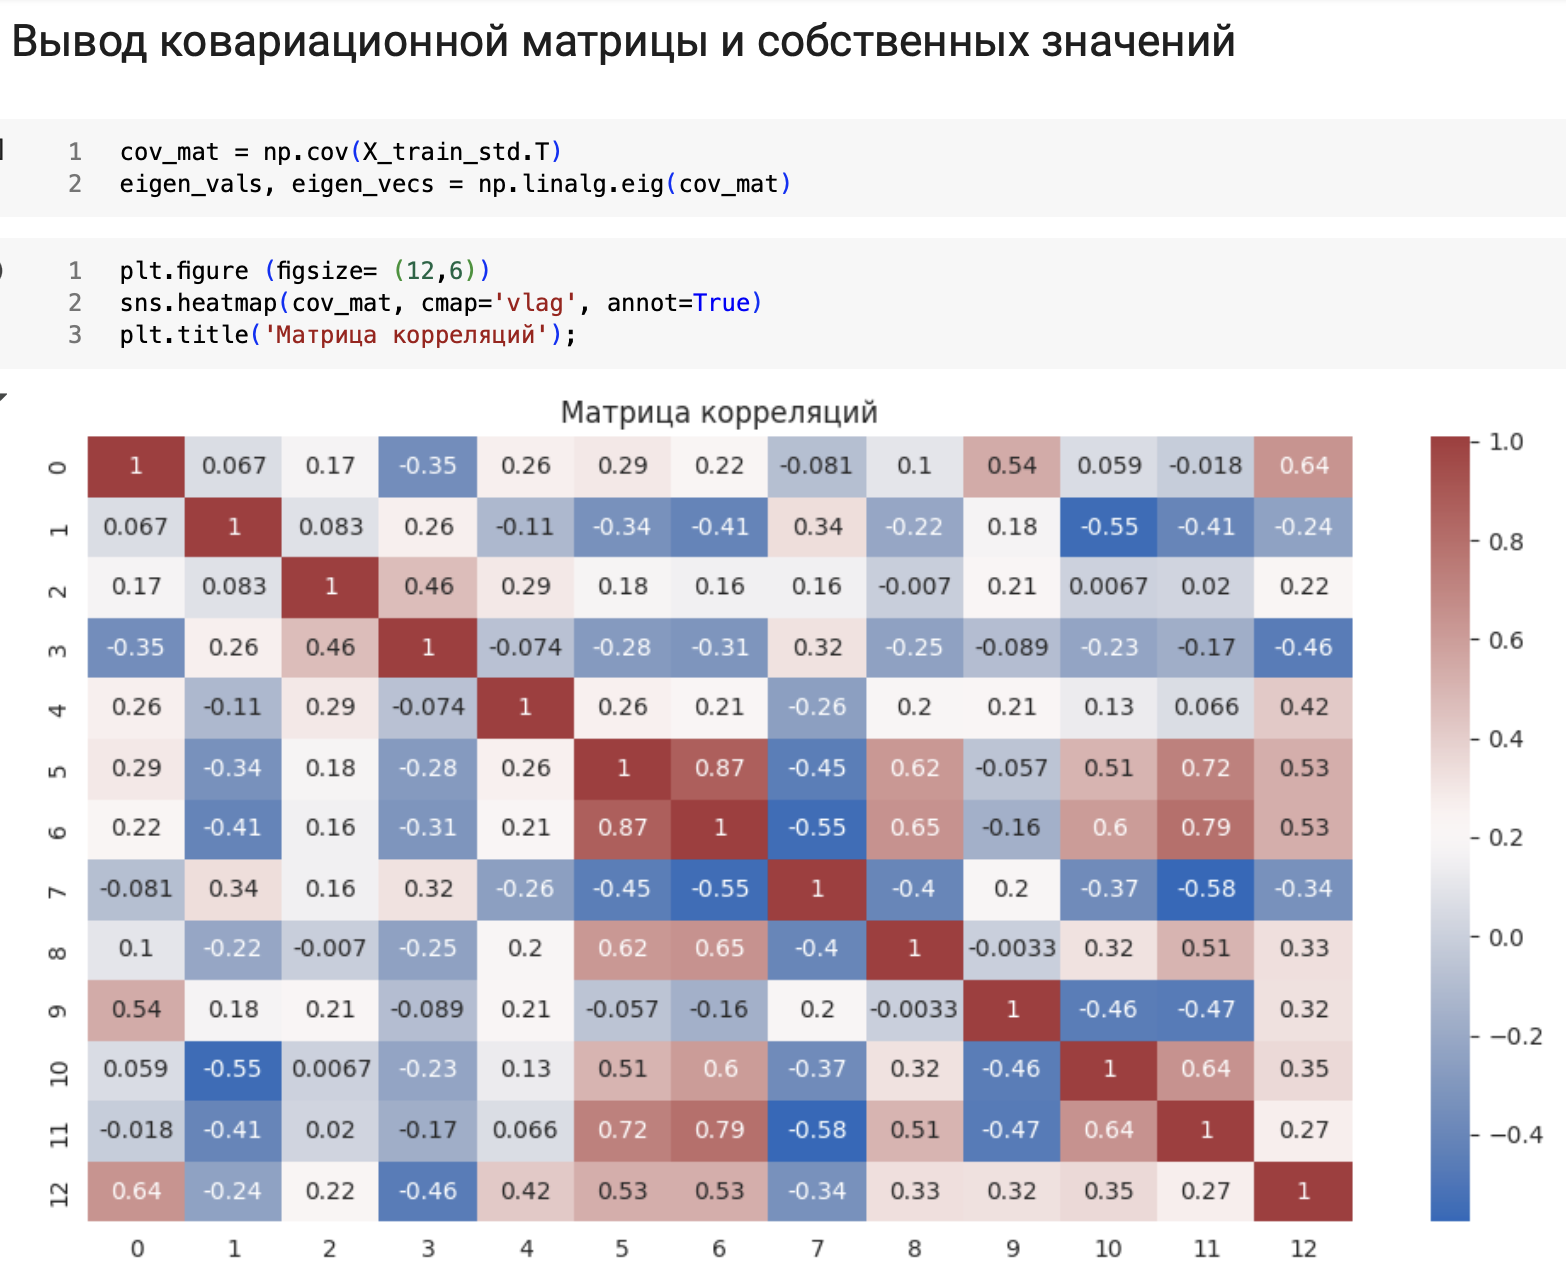 Вывод ковариационной матрицы и собственных значений
1 cov_mat = np.cov(X_train_std.T)
2 eigen_vals, eigen_vecs = np.linalg.eig(cov_mat)
1 plt.figure (figsize= (12,6))
2 sns.heatmap(cov_mat, cmap='vlag', annot=True)
3 plt.title('Матрица корреляций');
Матрица корреляций
0 1 0.067 0.17 -0.35 0.26 0.29 0.22 -0.081 0.1 0.54 0.059 -0.018 0.64
1 0.067 1 0.083 0.26 -0.11 -0.34 -0.41 0.34 -0.22 0.18 -0.55 -0.41 -0.24
2 0.17 0.083 1 0.46 0.29 0.18 0.16 0.16 -0.007 0.21 0.0067 0.02 0.22
3 -0.35 0.26 0.46 1 -0.074 -0.28 -0.31 0.32 -0.25 -0.089 -0.23 -0.17 -0.46
4 0.26 -0.11 0.29 -0.074 1 0.26 0.21 -0.26 0.2 0.21 0.13 0.066 0.42
5 0.29 -0.34 0.18 -0.28 0.26 1 0.87 -0.45 0.62 -0.057 0.51 0.72 0.53
6 0.22 -0.41 0.16 -0.31 0.21 0.87 1 -0.55 0.65 -0.16 0.6 0.79 0.53
7 -0.081 0.34 0.16 0.32 -0.26 -0.45 -0.55 1 -0.4 0.2 -0.37 -0.58 -0.34
8 0.1 -0.22 -0.007 -0.25 0.2 0.62 0.65 -0.4 1 -0.0033 0.32 0.51 0.33
9 0.54 0.18 0.21 -0.089 0.21 -0.057 -0.16 0.2 -0.0033 1 -0.46 -0.47 0.32
10 0.059 -0.55 0.0067 -0.23 0.13 0.51 0.6 -0.37 0.32 -0.46 1 0.64 0.35
11 -0.018 -0.41 0.02 -0.17 0.066 0.72 0.79 -0.58 0.51 -0.47 0.64 1 0.27
12 0.64 -0.24 0.22 -0.46 0.42 0.53 0.53 -0.34 0.33 0.32 0.35 0.27 1
0 1 2 3 4 5 6 7 8 9 10 11 12
1.0
0.8
0.6
0.4
0.2
0.0
−0.2
−0.4